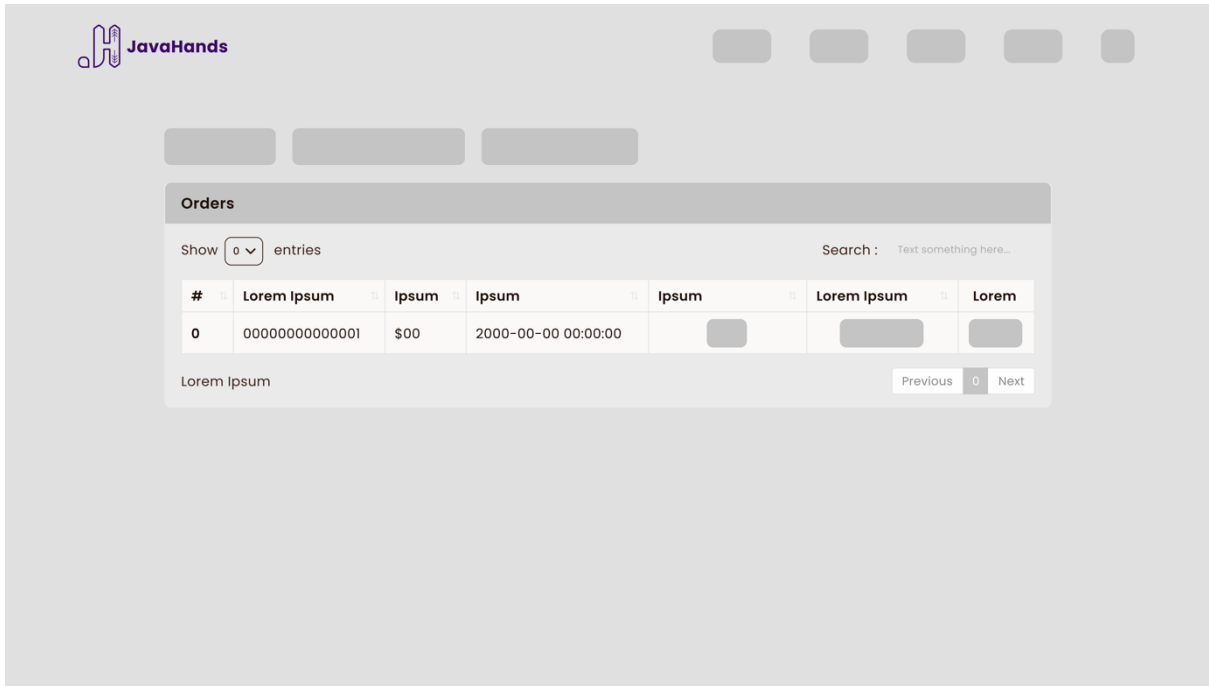 JavaHands
Orders
Show 0 entries Search : Text something here...
# Lorem Ipsum Ipsum Ipsum Ipsum Lorem Ipsum Lorem
0 00000000000001 $00 2000-00-00 00:00:00
Lorem Ipsum Previous 0 Next